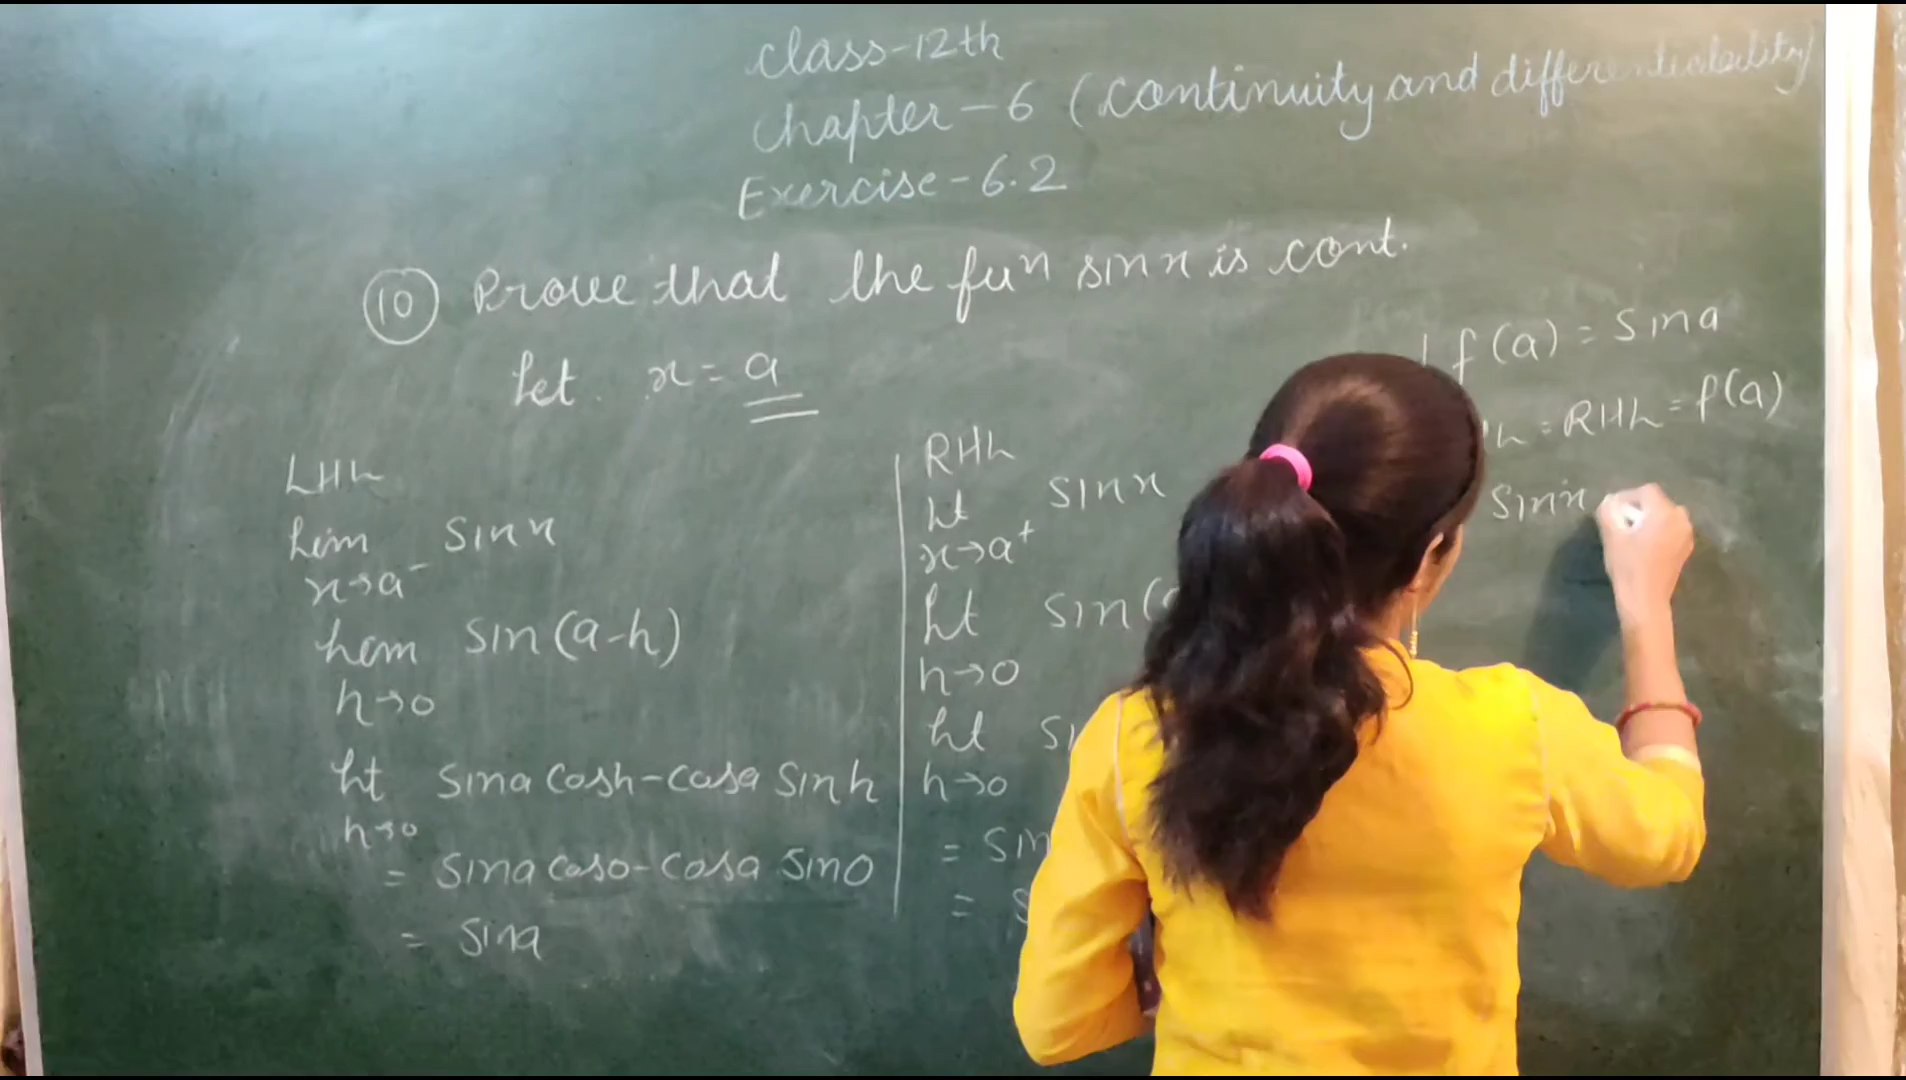 class-12th
chapter-6 (continuity and differentiability)
Exercise-6.2
(10) Prove that the fuⁿ sinx is cont.
Let x = a
LHL
Lim sinx
x→a⁻
Lim sin(a-h)
h→0
Lt sina cosh-cosa sinh
h→0
= sina cos0-cosa sin0
= sina
RHL
Lt sinx
x→a⁺
Lt sin(
h→0
Lt
h→0
= sin
=
f(a) = sina
= RHL = f(a)
sinx